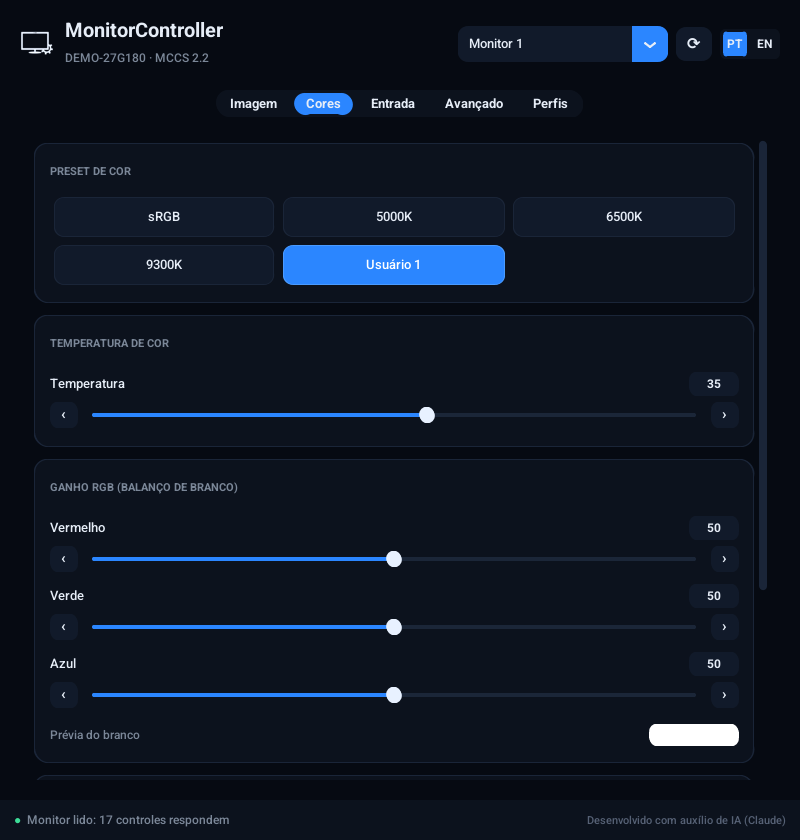 MonitorController
DEMO-27G180 · MCCS 2.2
Monitor 1
⟳
PT EN
Imagem Cores Entrada Avançado Perfis
PRESET DE COR
sRGB 5000K 6500K
9300K Usuário 1
TEMPERATURA DE COR
Temperatura 35
‹ ›
GANHO RGB (BALANÇO DE BRANCO)
Vermelho 50
‹ ›
Verde 50
‹ ›
Azul 50
‹ ›
Prévia do branco
Monitor lido: 17 controles respondem
Desenvolvido com auxílio de IA (Claude)